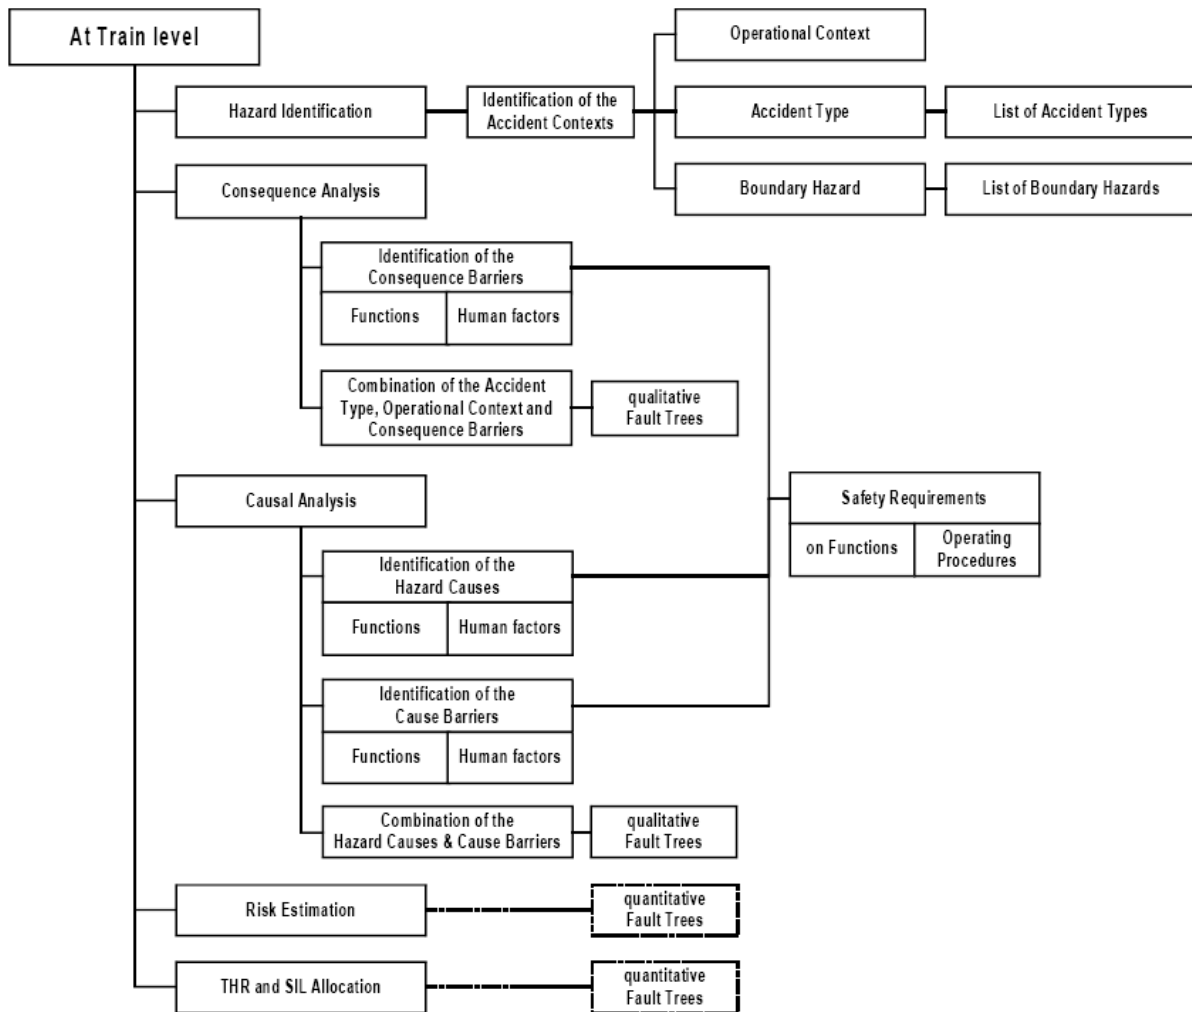 At Train level
Operational Context
Hazard Identification
Identification of the
Accident Contexts
Accident Type
List of Accident Types
Consequence Analysis
Boundary Hazard
List of Boundary Hazards
Identification of the
Consequence Barriers
Functions
Human factors
Combination of the Accident
Type, Operational Context and
Consequence Barriers
qualitative
Fault Trees
Causal Analysis
Safety Requirements
on Functions
Operating
Procedures
Identification of the
Hazard Causes
Functions
Human factors
Identification of the
Cause Barriers
Functions
Human factors
Combination of the
Hazard Causes & Cause Barriers
qualitative
Fault Trees
Risk Estimation
quantitative
Fault Trees
THR and SIL Allocation
quantitative
Fault Trees